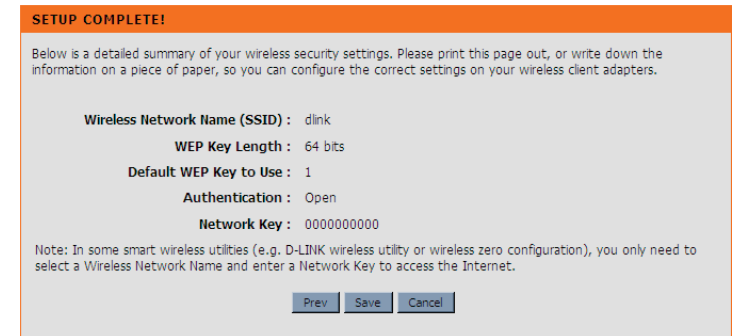 SETUP COMPLETE!
Below is a detailed summary of your wireless security settings. Please print this page out, or write down the
information on a piece of paper, so you can configure the correct settings on your wireless client adapters.
Wireless Network Name (SSID) : dlink
WEP Key Length : 64 bits
Default WEP Key to Use : 1
Authentication : Open
Network Key : 0000000000
Note: In some smart wireless utilities (e.g. D-LINK wireless utility or wireless zero configuration), you only need to
select a Wireless Network Name and enter a Network Key to access the Internet.
Prev Save Cancel